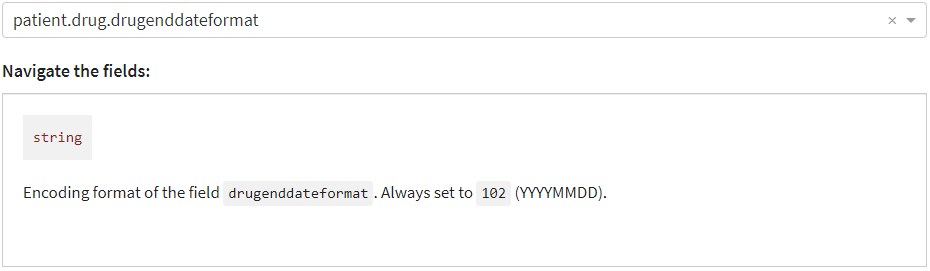 patient.drug.drugenddateformat
Navigate the fields:
string
Encoding format of the field drugenddateformat. Always set to 102 (YYYYMMDD).